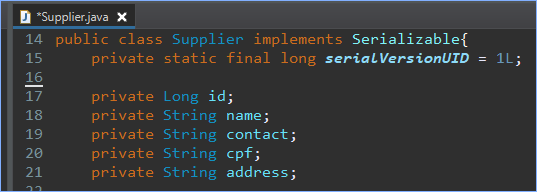 *Supplier.java
14 public class Supplier implements Serializable{
15 private static final long serialVersionUID = 1L;
16
17 private Long id;
18 private String name;
19 private String contact;
20 private String cpf;
21 private String address;